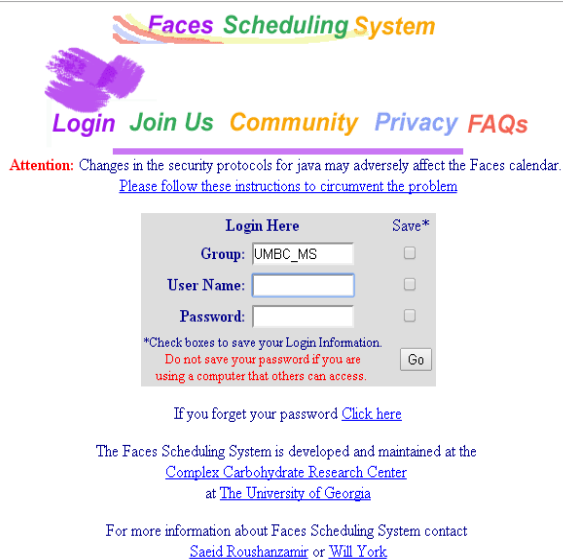 Faces Scheduling System
Login Join Us Community Privacy FAQs
Attention: Changes in the security protocols for java may adversely affect the Faces calendar.
Please follow these instructions to circumvent the problem
Login Here Save*
Group: UMBC_MS
User Name:
Password:
*Check boxes to save your Login Information.
Do not save your password if you are
using a computer that others can access.
Go
If you forget your password Click here
The Faces Scheduling System is developed and maintained at the
Complex Carbohydrate Research Center
at The University of Georgia
For more information about Faces Scheduling System contact
Saeid Roushanzamir or Will York